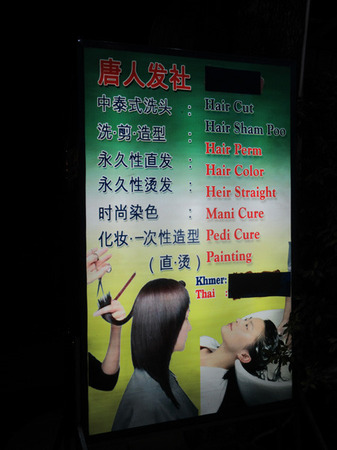 唐人发社
中泰式洗头 : Hair Cut
洗·剪·造型 Hair Sham Poo
Hair Perm
永久性直发 : Hair Color
永久性烫发 : Heir Straight
时尚染色 : Mani Cure
化妆·一次性造型 Pedi Cure
(直·烫) Painting
Khmer:
Thai :